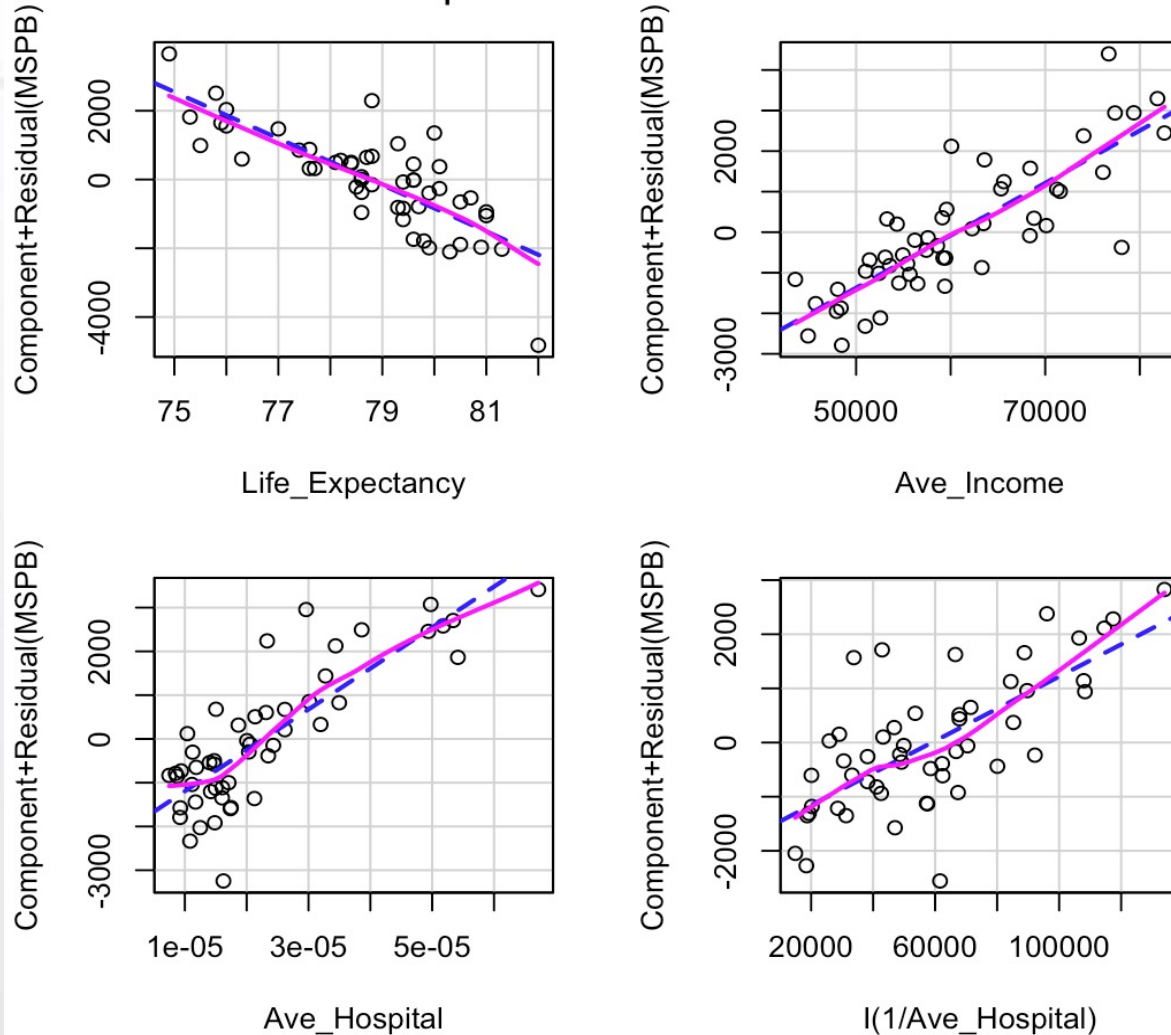 Component+Residual(MSPB)
2000
0
-4000
75 77 79 81
Life_Expectancy
Component+Residual(MSPB)
2000
0
-3000
50000 70000
Ave_Income
Component+Residual(MSPB)
2000
0
-3000
1e-05 3e-05 5e-05
Ave_Hospital
Component+Residual(MSPB)
2000
0
-2000
20000 60000 100000
I(1/Ave_Hospital)